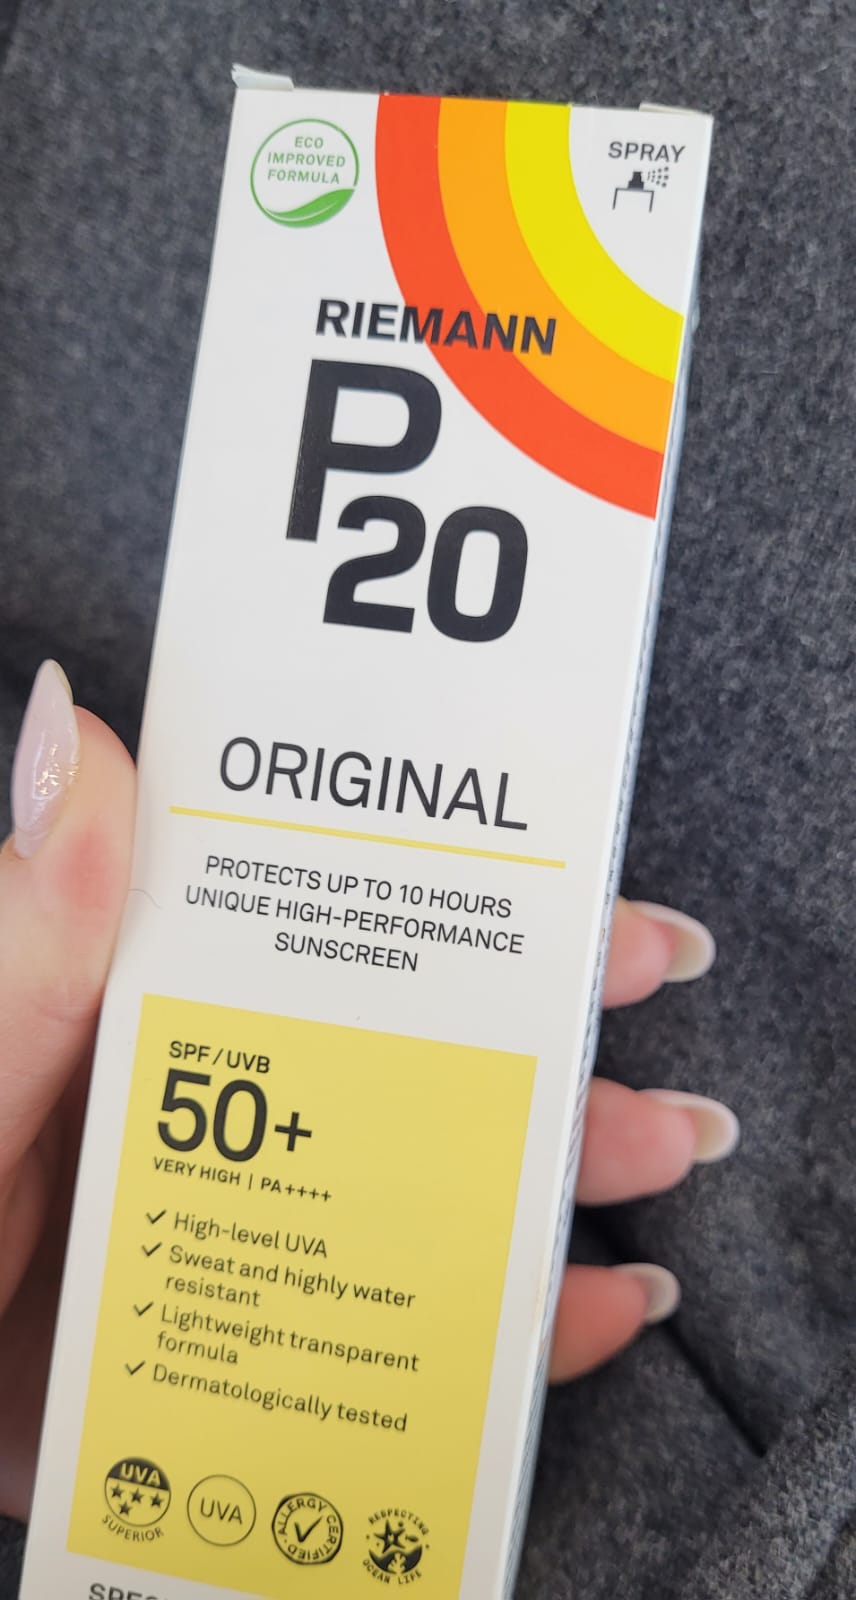 ECO
IMPROVED
FORMULA
SPRAY
RIEMANN
P
20
ORIGINAL
PROTECTS UP TO 10 HOURS
UNIQUE HIGH-PERFORMANCE
SUNSCREEN
SPF/UVB
50+
VERY HIGH | PA++++
High-level UVA
Sweat and highly water
resistant
Lightweight transparent
formula
Dermatologically tested
UVA
SUPERIOR
UVA
ALLERGY CERTIFIED
RESPECTING
OCEAN LIFE